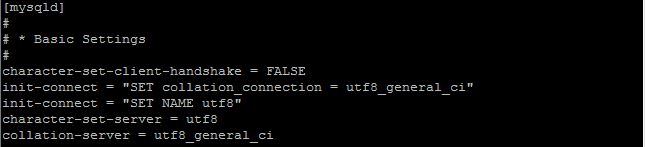 [mysqld]
#
# * Basic Settings
#
character-set-client-handshake = FALSE
init-connect = "SET collation_connection = utf8_general_ci"
init-connect = "SET NAME utf8"
character-set-server = utf8
collation-server = utf8_general_ci